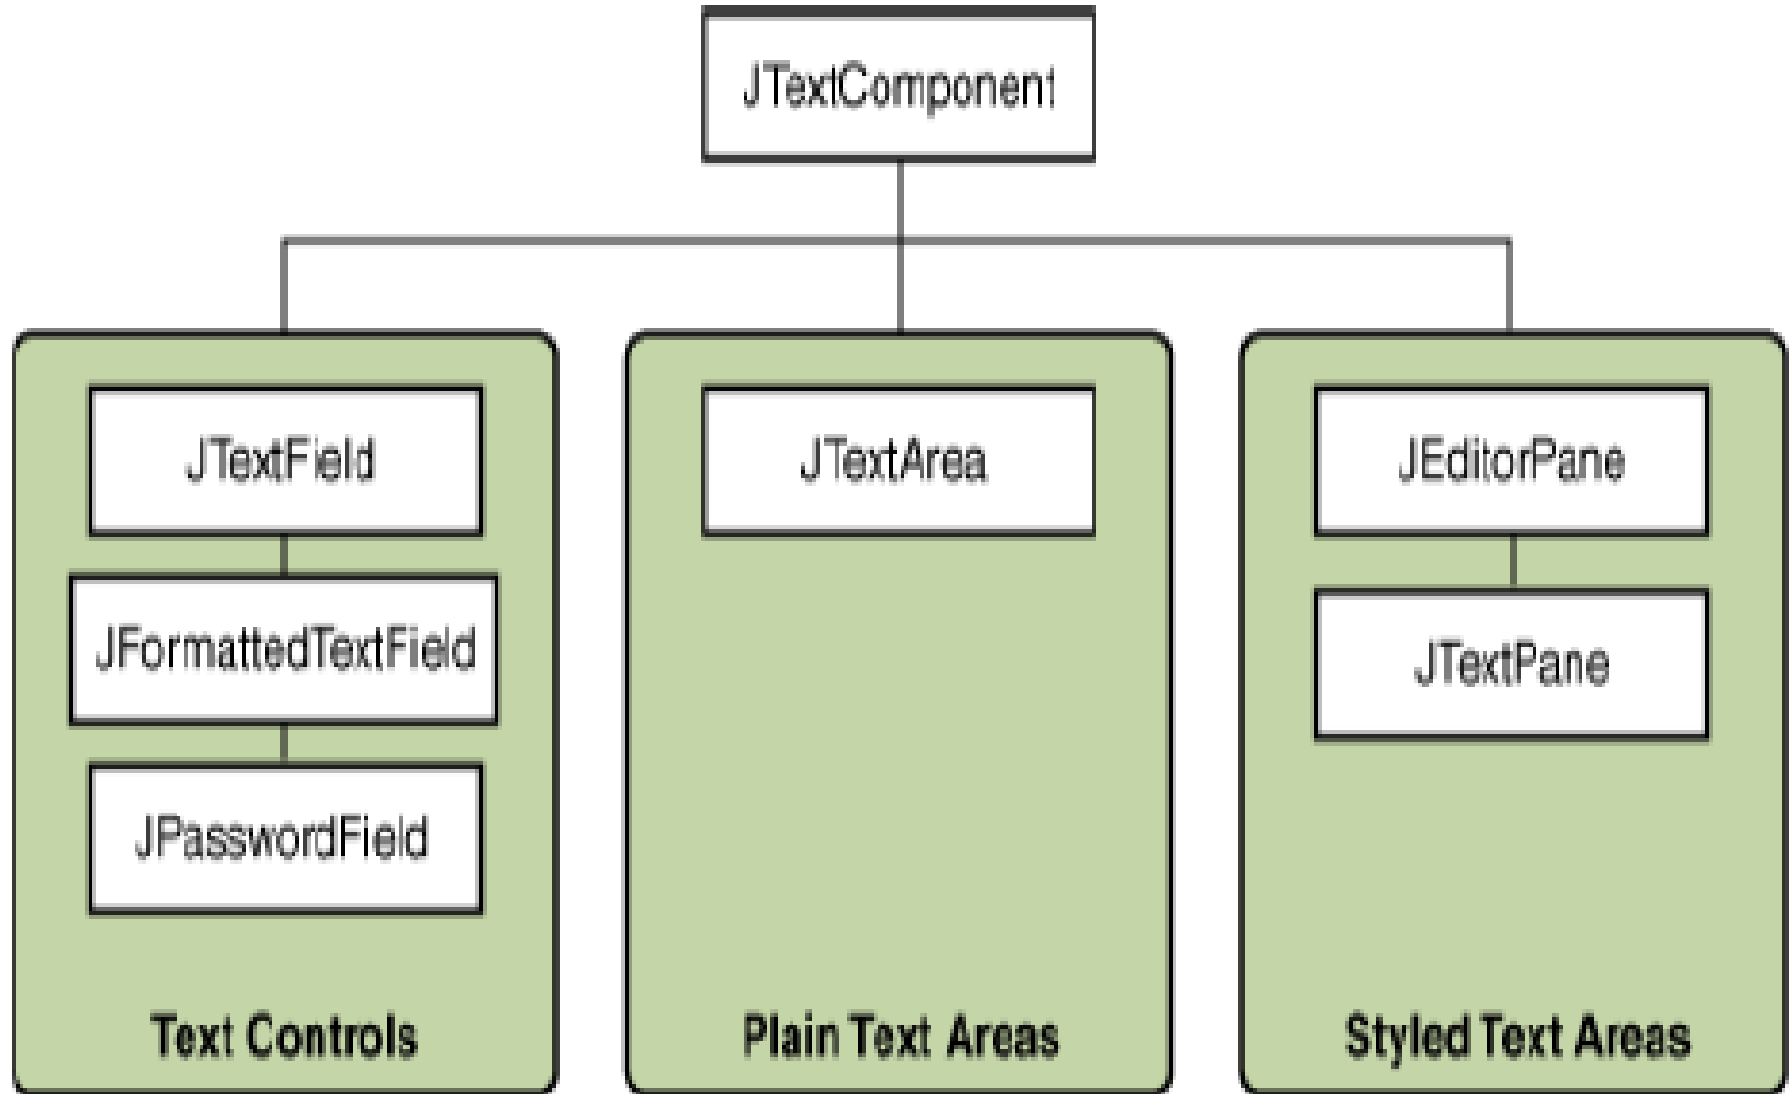 JTextComponent
JTextField
JFormattedTextField
JPasswordField
Text Controls
JTextArea
Plain Text Areas
JEditorPane
JTextPane
Styled Text Areas